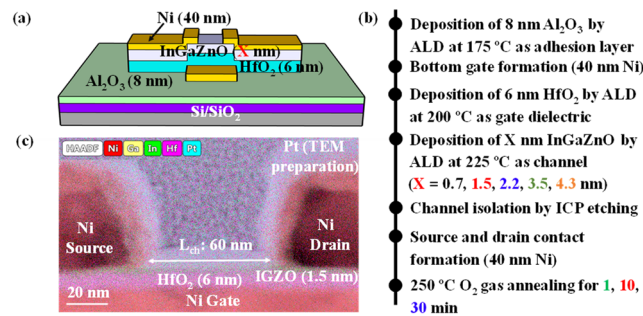 (a)
Ni (40 nm)
InGaZnO (X nm)
HfO₂ (6 nm)
Al₂O₃ (8 nm)
Si/SiO₂
(b)
Deposition of 8 nm Al₂O₃ by
ALD at 175 °C as adhesion layer
Bottom gate formation (40 nm Ni)
Deposition of 6 nm HfO₂ by ALD
at 200 °C as gate dielectric
Deposition of X nm InGaZnO by
ALD at 225 °C as channel
(X = 0.7, 1.5, 2.2, 3.5, 4.3 nm)
Channel isolation by ICP etching
Source and drain contact
formation (40 nm Ni)
250 °C O₂ gas annealing for 1, 10,
30 min
(c)
HAADF Ni Ga In Hf Pt
Pt (TEM
preparation)
Ni
Source
Ni
Drain
L_ch: 60 nm
HfO₂ (6 nm)
IGZO (1.5 nm)
Ni Gate
20 nm